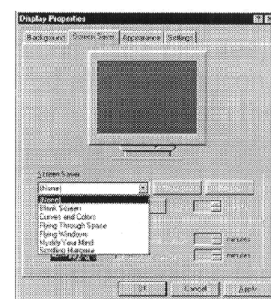 Display Properties
Background Screen Saver Appearance Settings
Screen Saver
(None)
(None)
Blank Screen
Curves and Colors
Flying Through Space
Flying Windows
Mystify Your Mind
Scrolling Marquee
minutes
minutes
OK Cancel Apply